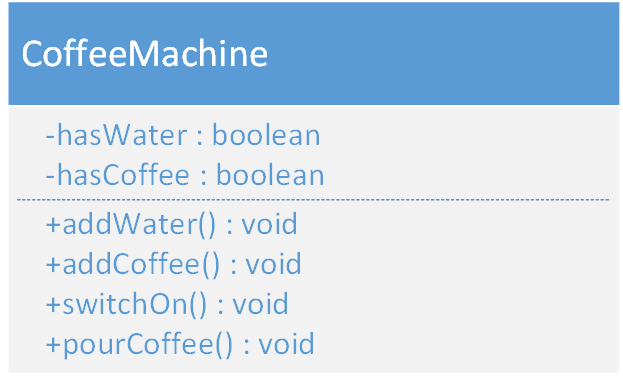 CoffeeMachine
-hasWater : boolean
-hasCoffee : boolean
+addWater() : void
+addCoffee() : void
+switchOn() : void
+pourCoffee() : void